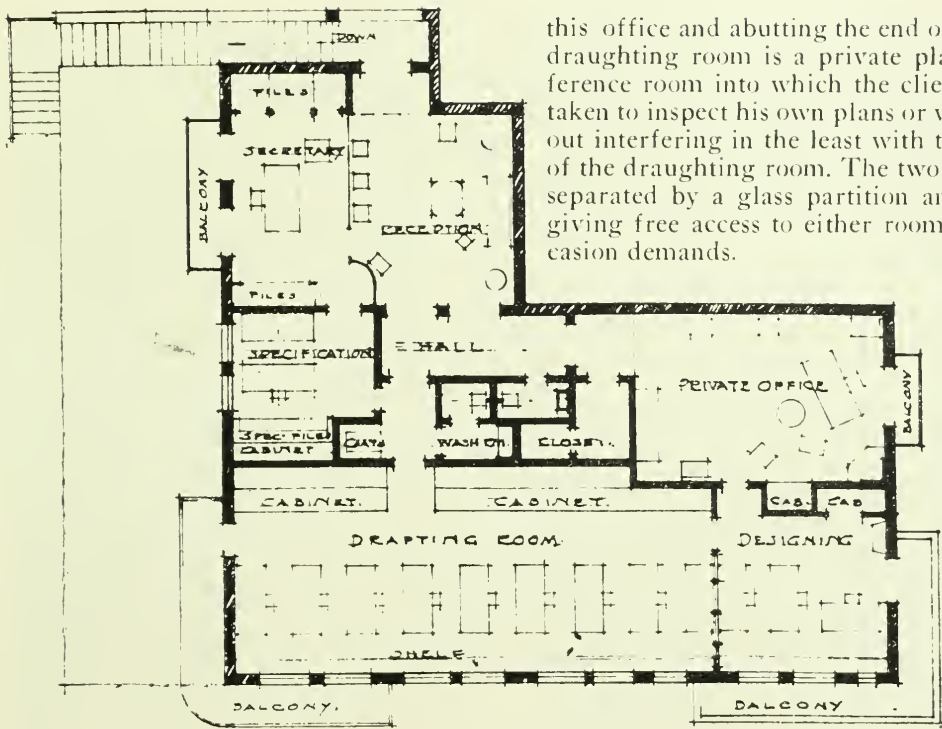 this office and abutting the end o
draughting room is a private pla
ference room into which the clie
taken to inspect his own plans or v
out interfering in the least with t
of the draughting room. The two
separated by a glass partition ar
giving free access to either room
casion demands.
DOWN
FILES
SECRETARY
BALCONY
RECEPTION
FILES
SPECIFICATION
HALL
PRIVATE OFFICE
BALCONY
SPECI FILES
CABINET
COATS
WASH RM
CLOSET.
CABINET.
CABINET.
CAB.
CAB
DRAFTING ROOM
DESIGNING
SHELF
BALCONY.
BALCONY